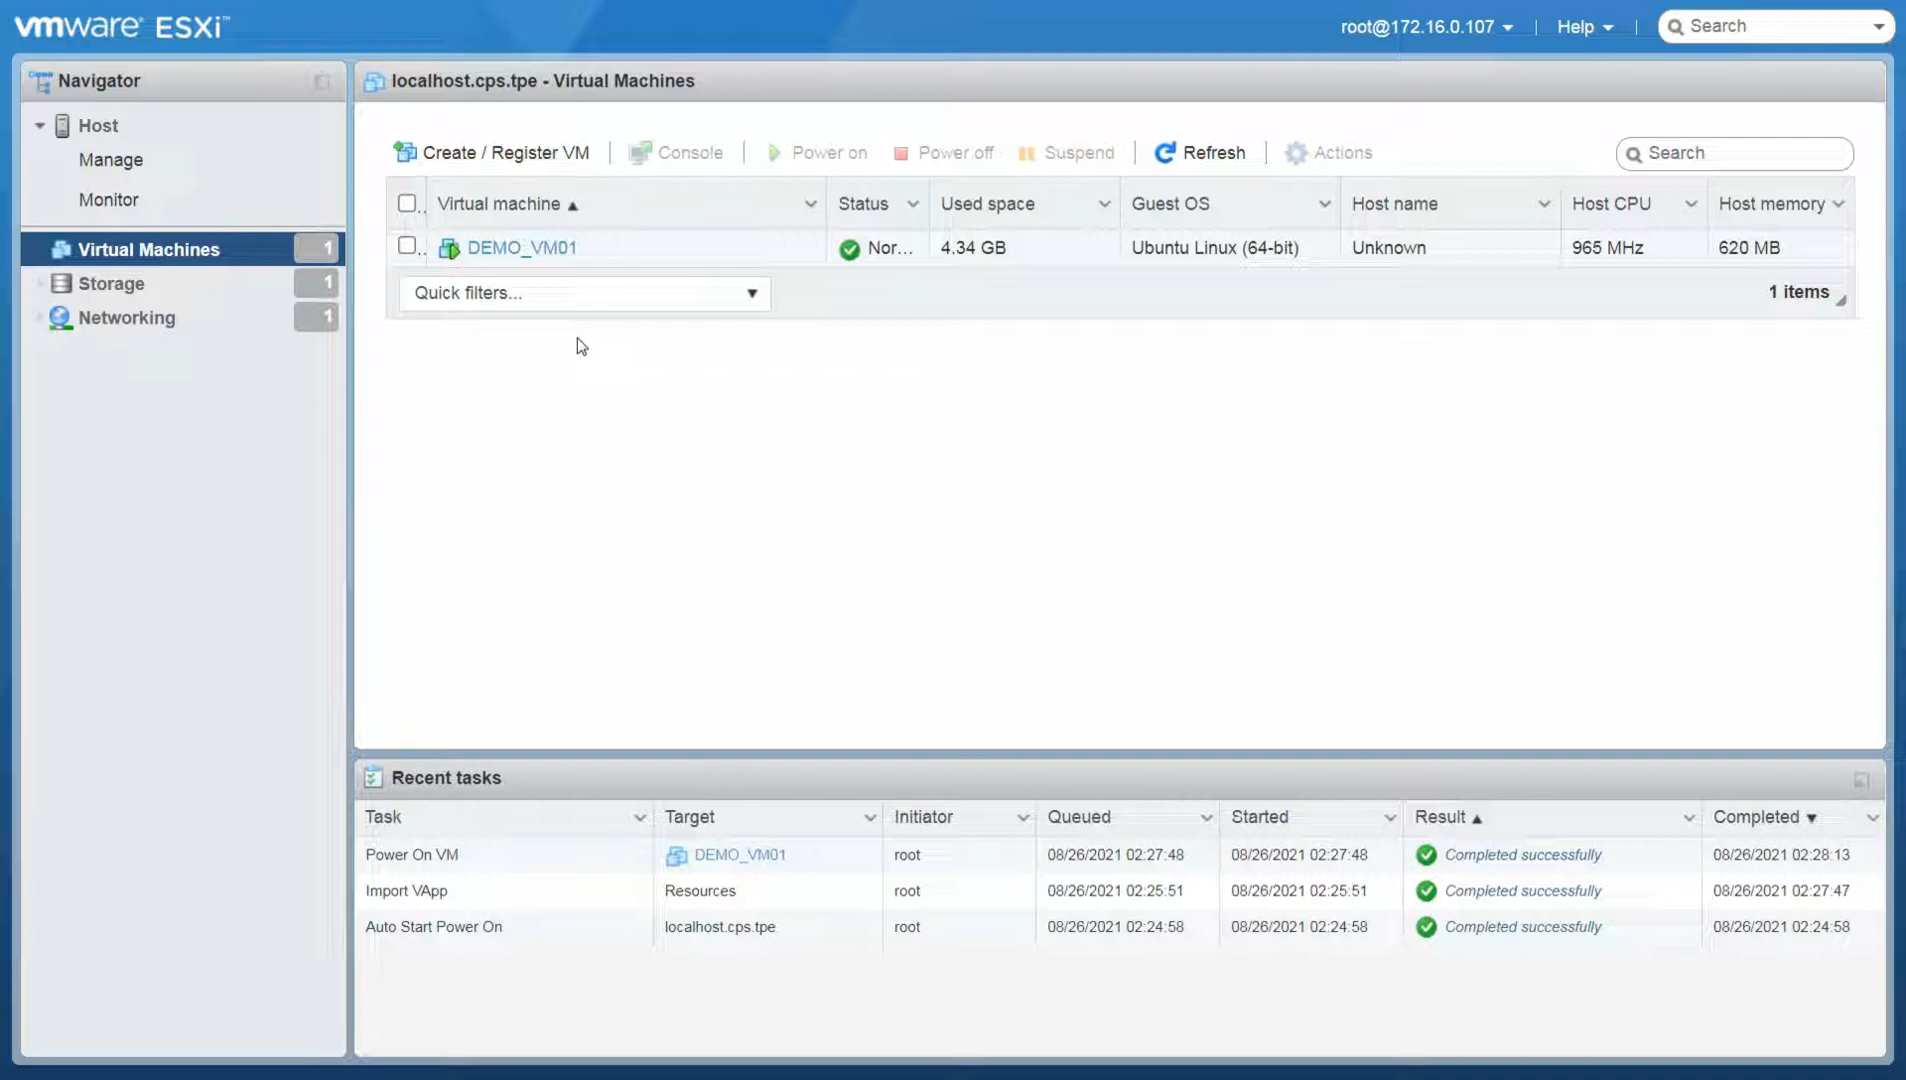 vmware ESXi™
root@172.16.0.107 | Help | Search
Navigator
Host
Manage
Monitor
Virtual Machines 1
Storage 1
Networking 1
localhost.cps.tpe - Virtual Machines
Create / Register VM | Console | Power on Power off Suspend | Refresh | Actions Search
Virtual machine Status Used space Guest OS Host name Host CPU Host memory
DEMO_VM01 Nor... 4.34 GB Ubuntu Linux (64-bit) Unknown 965 MHz 620 MB
Quick filters... 1 items
Recent tasks
Task Target Initiator Queued Started Result Completed
Power On VM DEMO_VM01 root 08/26/2021 02:27:48 08/26/2021 02:27:48 Completed successfully 08/26/2021 02:28:13
Import VApp Resources root 08/26/2021 02:25:51 08/26/2021 02:25:51 Completed successfully 08/26/2021 02:27:47
Auto Start Power On localhost.cps.tpe root 08/26/2021 02:24:58 08/26/2021 02:24:58 Completed successfully 08/26/2021 02:24:58